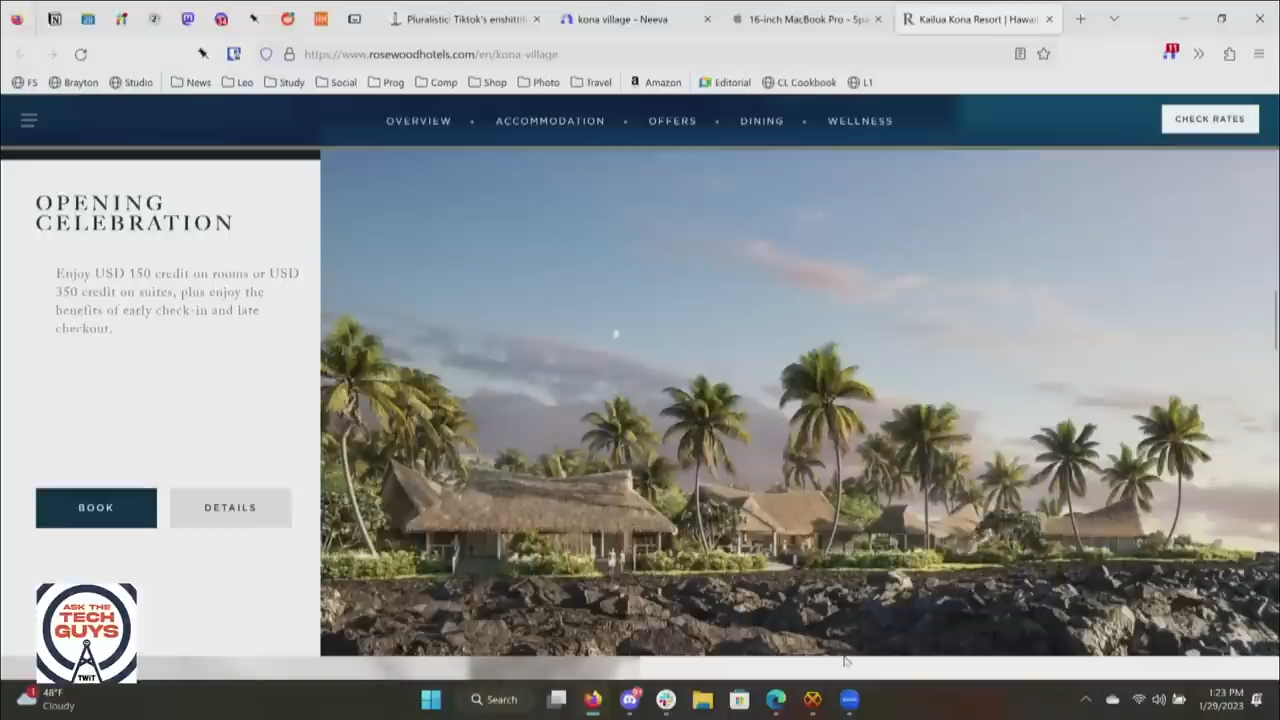 Pluralistic: Tiktok's enshitti
kona village - Neeva
16-inch MacBook Pro - Spa
Kailua Kona Resort | Hawaii
https://www.rosewoodhotels.com/en/kona-village
11
FS
Brayton
Studio
News
Leo
Study
Social
Prog
Comp
Shop
Photo
Travel
Amazon
Editorial
CL Cookbook
L1
OVERVIEW • ACCOMMODATION • OFFERS • DINING • WELLNESS
CHECK RATES
OPENING
CELEBRATION
Enjoy USD 150 credit on rooms or USD
350 credit on suites, plus enjoy the
benefits of early check-in and late
checkout.
BOOK
DETAILS
ASK THE
TECH
GUYS
TWiT
1
48°F
Cloudy
Search
1:23 PM
1/29/2023